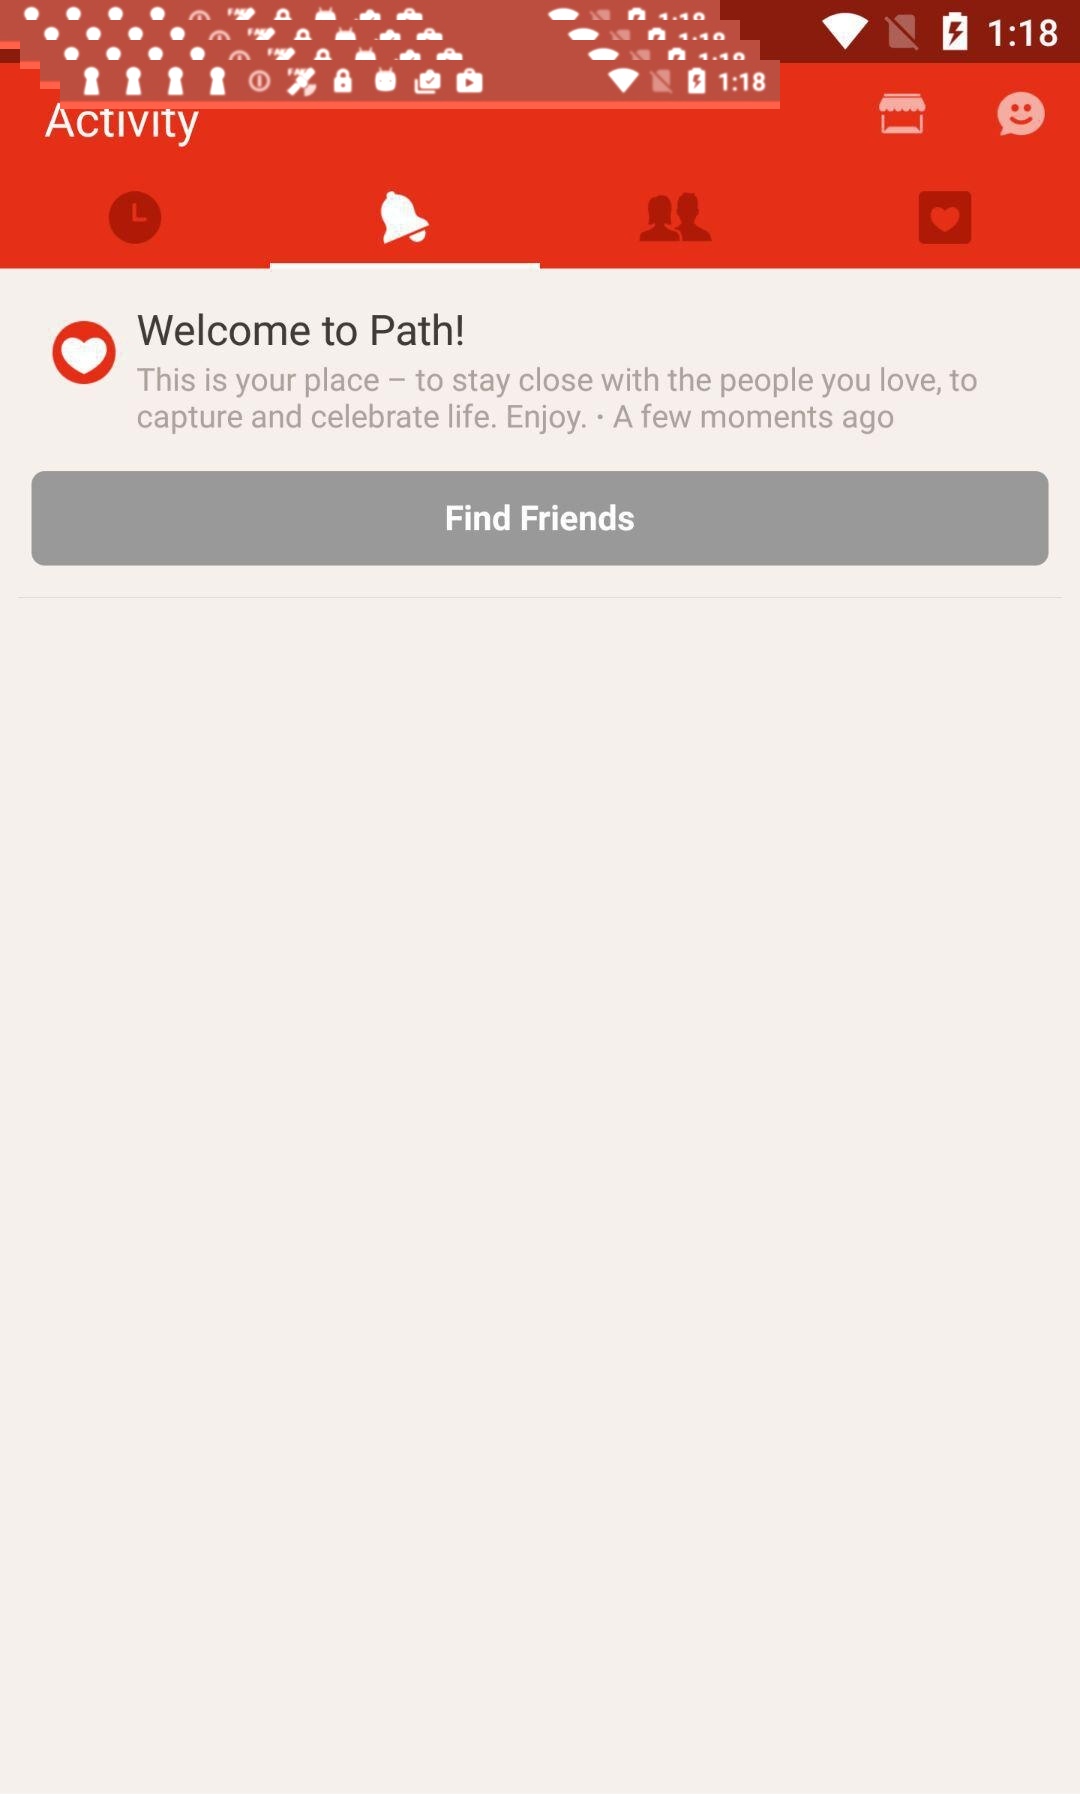 1:18
1:18
Activity
Welcome to Path!
This is your place – to stay close with the people you love, to
capture and celebrate life. Enjoy. · A few moments ago
Find Friends